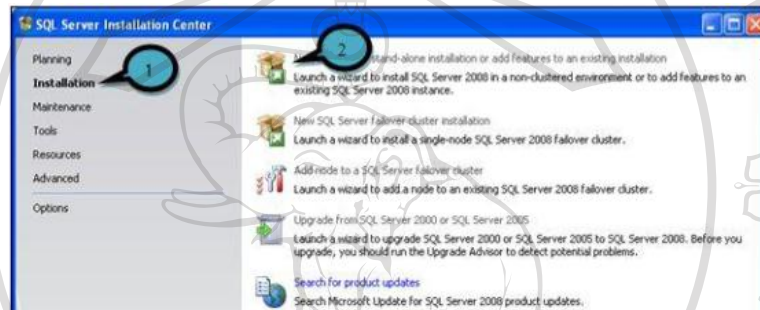 SQL Server Installation Center
Planning
Installation
Maintenance
Tools
Resources
Advanced
Options
1
2
stand-alone installation or add features to an existing installation
Launch a wizard to install SQL Server 2008 in a non-clustered environment or to add features to an
existing SQL Server 2008 instance.
New SQL Server failover cluster installation
Launch a wizard to install a single-node SQL Server 2008 failover cluster.
Add node to a SQL Server failover cluster
Launch a wizard to add a node to an existing SQL Server 2008 failover cluster.
Upgrade from SQL Server 2000 or SQL Server 2005
Launch a wizard to upgrade SQL Server 2000 or SQL Server 2005 to SQL Server 2008. Before you
upgrade, you should run the Upgrade Advisor to detect potential problems.
Search for product updates
Search Microsoft Update for SQL Server 2008 product updates.